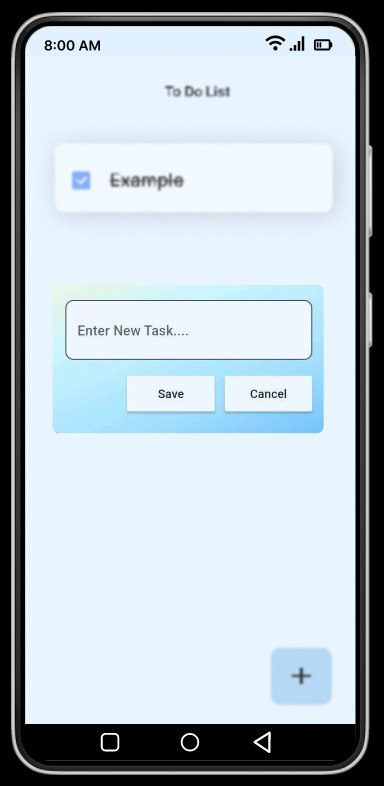 8:00 AM
To Do List
Example
Enter New Task....
Save Cancel